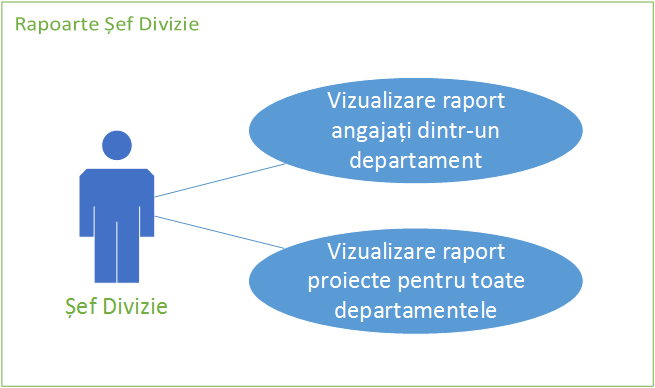 Rapoarte Șef Divizie
Vizualizare raport
angajați dintr-un
departament
Vizualizare raport
proiecte pentru toate
departamentele
Șef Divizie